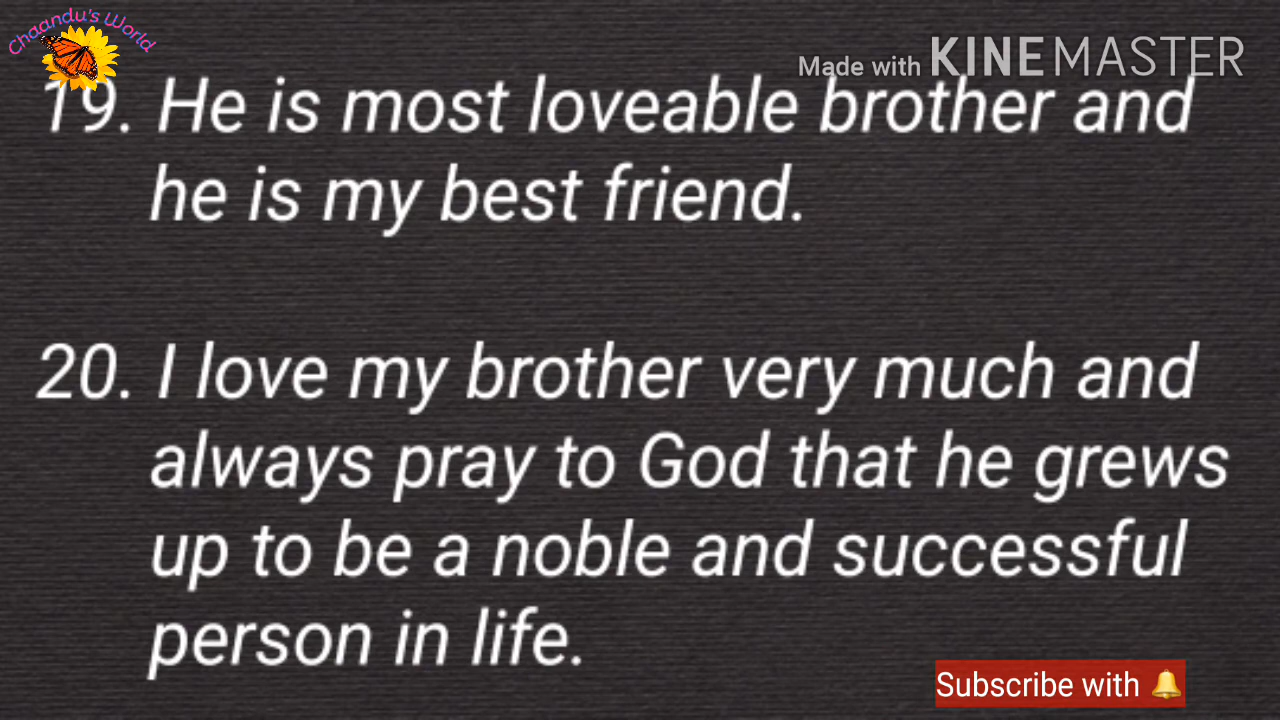 Chaandu's World
Made with KINEMASTER
19. He is most loveable brother and
he is my best friend.
20. I love my brother very much and
always pray to God that he grews
up to be a noble and successful
person in life.
Subscribe with 🔔